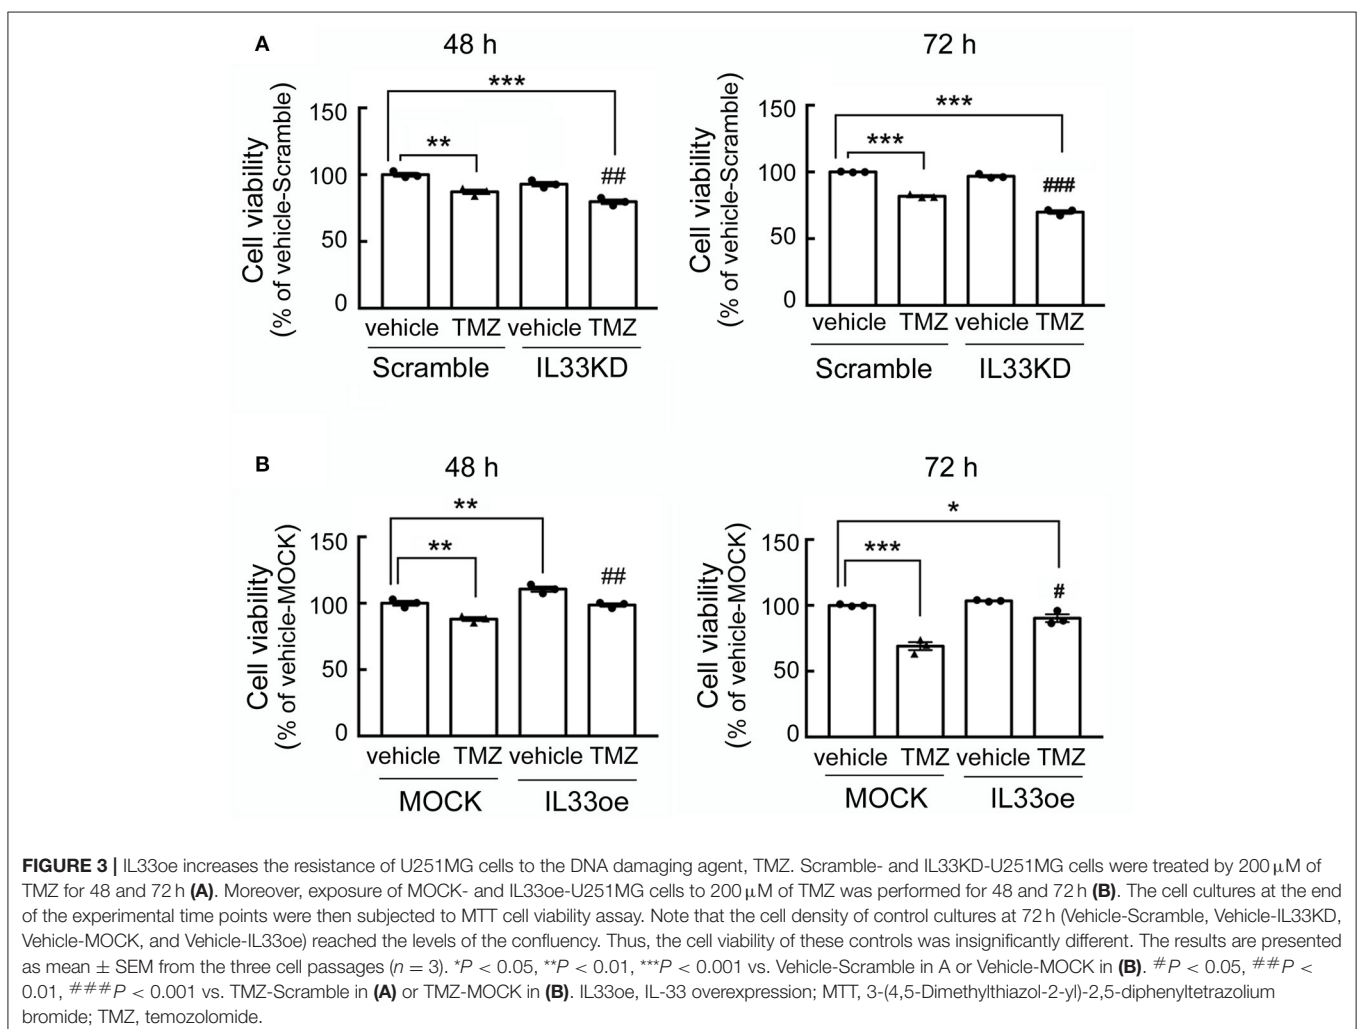 A
48 h
72 h
Cell viability
(% of vehicle-Scramble)
150
100
50
0
***
**
##
vehicle TMZ vehicle TMZ
Scramble IL33KD
Cell viability
(% of vehicle-Scramble)
150
100
50
0
***
***
###
vehicle TMZ vehicle TMZ
Scramble IL33KD
B
48 h
72 h
Cell viability
(% of vehicle-MOCK)
150
100
50
0
**
**
##
vehicle TMZ vehicle TMZ
MOCK IL33oe
Cell viability
(% of vehicle-MOCK)
150
100
50
0
*
***
#
vehicle TMZ vehicle TMZ
MOCK IL33oe
FIGURE 3 | IL33oe increases the resistance of U251MG cells to the DNA damaging agent, TMZ. Scramble- and IL33KD-U251MG cells were treated by 200 μM of
TMZ for 48 and 72 h (A). Moreover, exposure of MOCK- and IL33oe-U251MG cells to 200 μM of TMZ was performed for 48 and 72 h (B). The cell cultures at the end
of the experimental time points were then subjected to MTT cell viability assay. Note that the cell density of control cultures at 72 h (Vehicle-Scramble, Vehicle-IL33KD,
Vehicle-MOCK, and Vehicle-IL33oe) reached the levels of the confluency. Thus, the cell viability of these controls was insignificantly different. The results are presented
as mean ± SEM from the three cell passages (n = 3). *P < 0.05, **P < 0.01, ***P < 0.001 vs. Vehicle-Scramble in A or Vehicle-MOCK in (B). #P < 0.05, ##P <
0.01, ###P < 0.001 vs. TMZ-Scramble in (A) or TMZ-MOCK in (B). IL33oe, IL-33 overexpression; MTT, 3-(4,5-Dimethylthiazol-2-yl)-2,5-diphenyltetrazolium
bromide; TMZ, temozolomide.